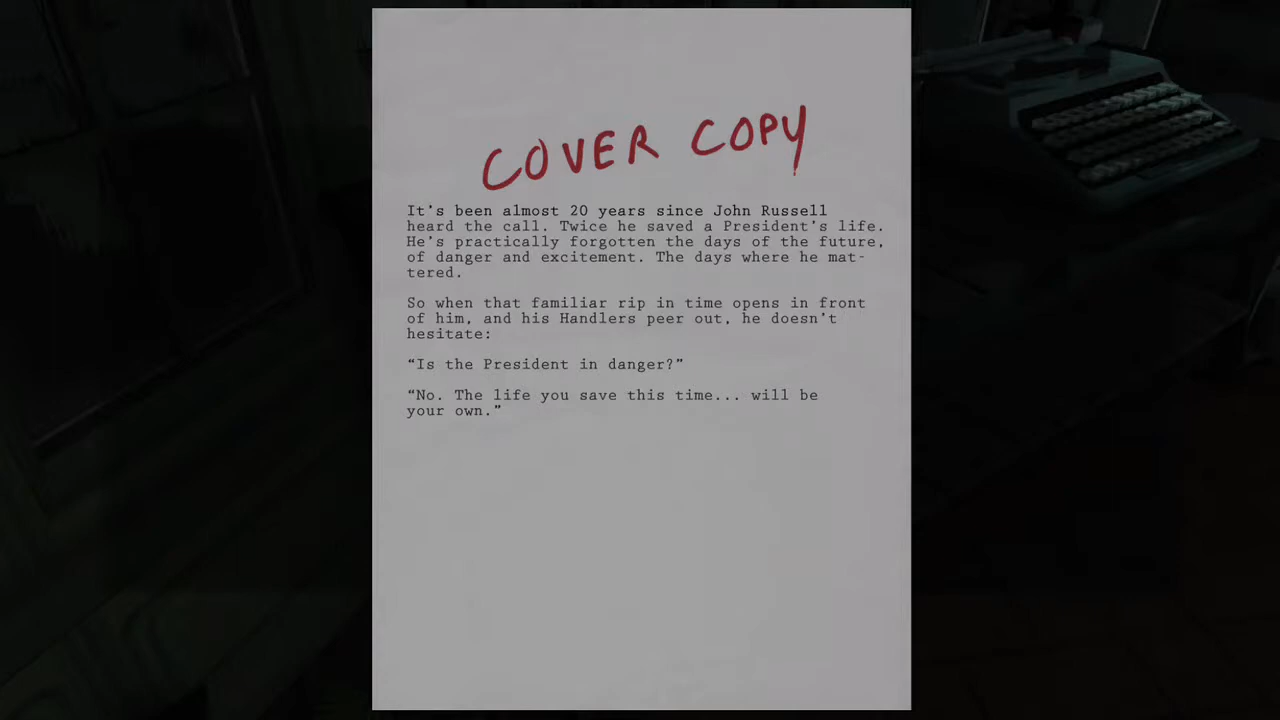 COVER COPY
It's been almost 20 years since John Russell
heard the call. Twice he saved a President's life.
He's practically forgotten the days of the future,
of danger and excitement. The days where he mat-
tered.
So when that familiar rip in time opens in front
of him, and his Handlers peer out, he doesn't
hesitate:
“Is the President in danger?”
“No. The life you save this time... will be
your own.”